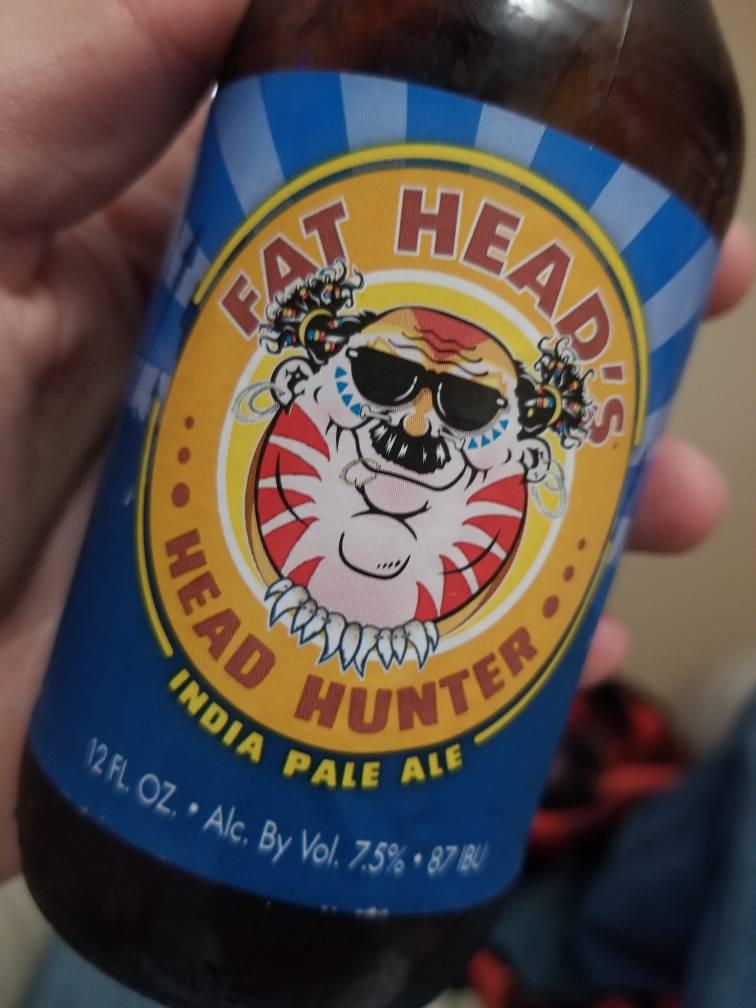 FAT HEAD'S
HEAD HUNTER
INDIA PALE ALE
12 FL. OZ. • Alc. By Vol. 7.5% • 87 IBU